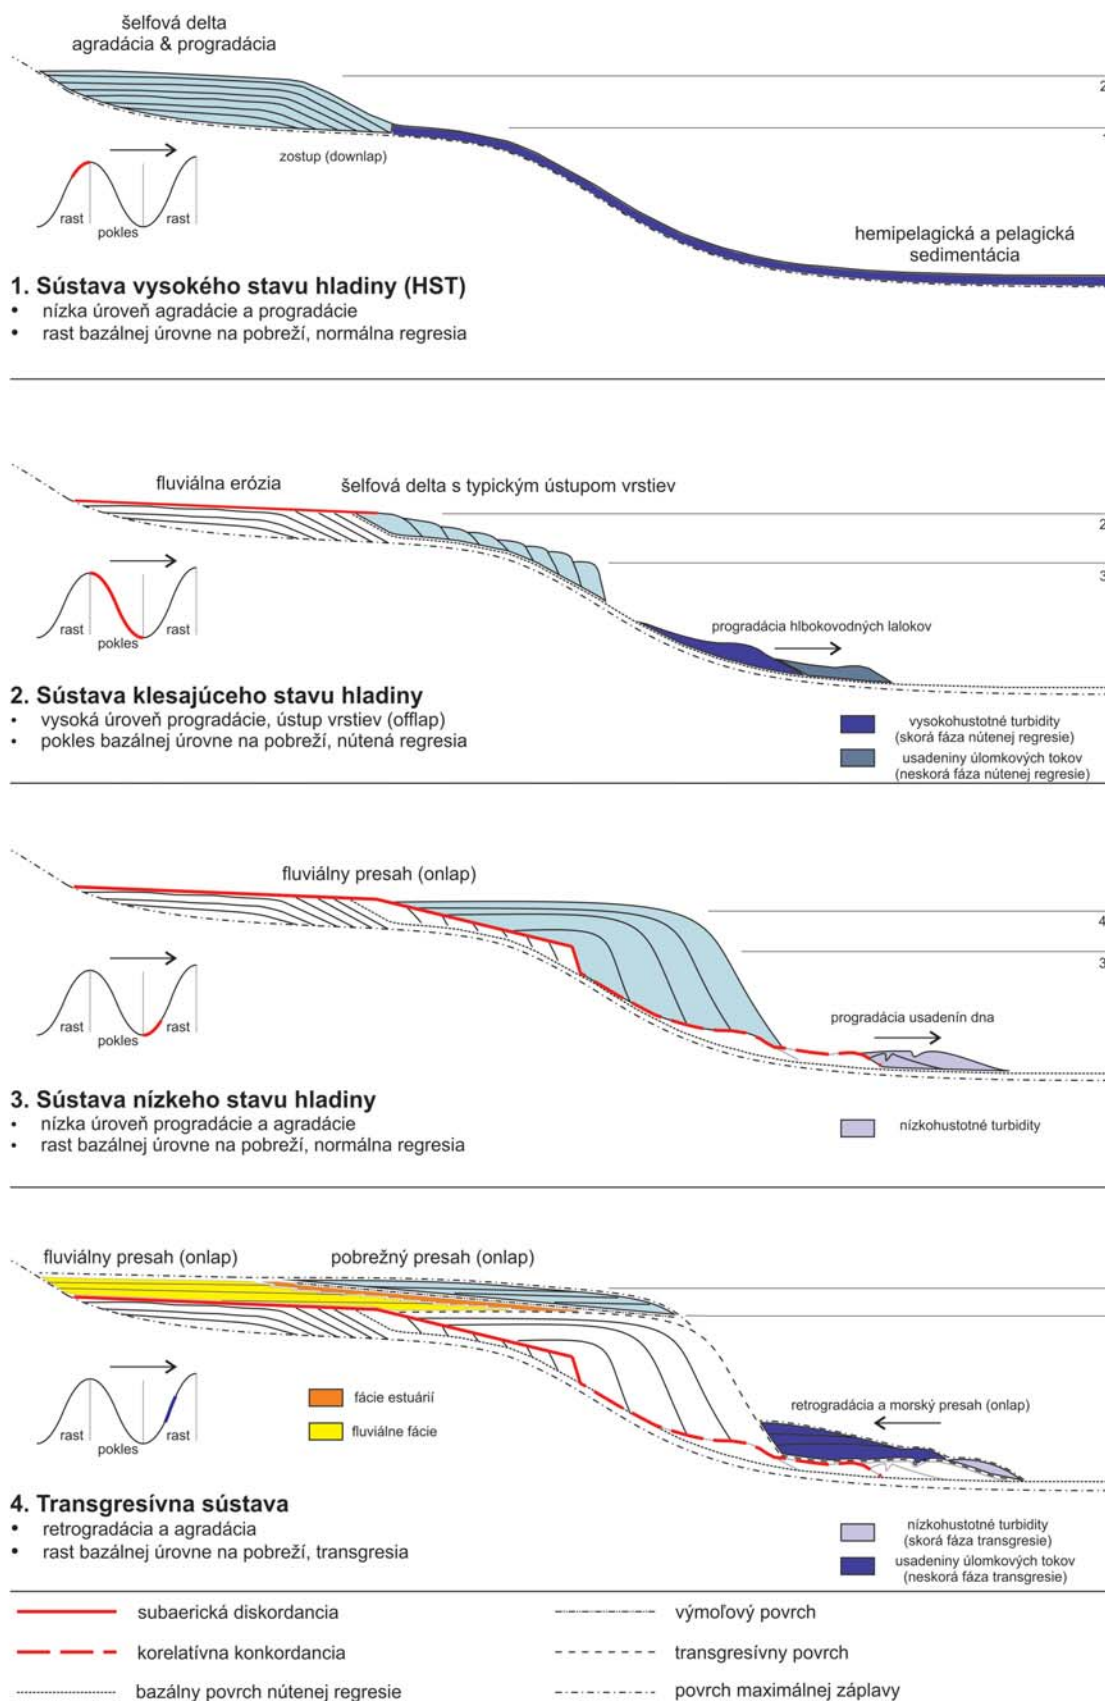 šelfová delta
agradácia & progradácia
2
zostup (downlap)
rast
pokles
rast
hemipelagická a pelagická
sedimentácia
1. Sústava vysokého stavu hladiny (HST)
• nízka úroveň agradácie a progradácie
• rast bazálnej úrovne na pobreží, normálna regresia
fluviálna erózia
šelfová delta s typickým ústupom vrstiev
2
3
rast
pokles
rast
progradácia hlbokovodných lalokov
2. Sústava klesajúceho stavu hladiny
• vysoká úroveň progradácie, ústup vrstiev (offlap)
• pokles bazálnej úrovne na pobreží, nútená regresia
vysokohustotné turbidity
(skorá fáza nútenej regresie)
usadeniny úlomkových tokov
(neskorá fáza nútenej regresie)
fluviálny presah (onlap)
4
3
rast
pokles
rast
progradácia usadenín dna
3. Sústava nízkeho stavu hladiny
• nízka úroveň progradácie a agradácie
• rast bazálnej úrovne na pobreží, normálna regresia
nízkohustotné turbidity
fluviálny presah (onlap)
pobrežný presah (onlap)
rast
pokles
rast
fácie estuárií
fluviálne fácie
retrogradácia a morský presah (onlap)
4. Transgresívna sústava
• retrogradácia a agradácia
• rast bazálnej úrovne na pobreží, transgresia
nízkohustotné turbidity
(skorá fáza transgresie)
usadeniny úlomkových tokov
(neskorá fáza transgresie)
subaerická diskordancia
výmoľový povrch
korelatívna konkordancia
transgresívny povrch
bazálny povrch nútenej regresie
povrch maximálnej záplavy